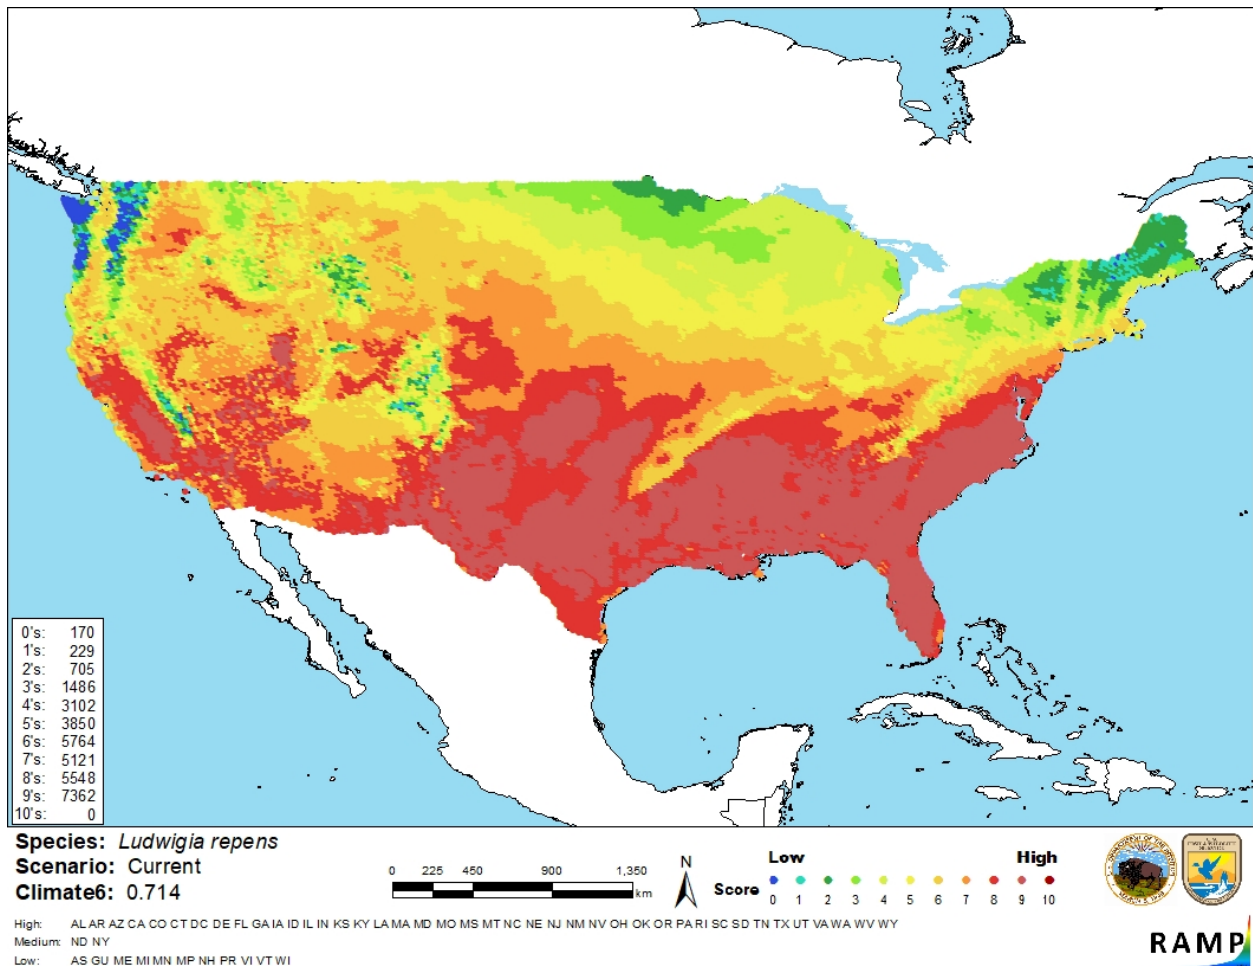 0's: 170
1's: 229
2's: 705
3's: 1486
4's: 3102
5's: 3850
6's: 5764
7's: 5121
8's: 5548
9's: 7362
10's: 0
Species: Ludwigia repens
Scenario: Current
Climate6: 0.714
0 225 450 900 1,350
km
N
Low High
Score
0 1 2 3 4 5 6 7 8 9 10
High: AL AR AZ CA CO CT DC DE FL GA IA ID IL IN KS KY LA MA MD MO MS MT NC NE NJ NM NV OH OK OR PA RI SC SD TN TX UT VA WA WV WY
Medium: ND NY
Low: AS GU ME MI MN MP NH PR VI VT WI
RAMP